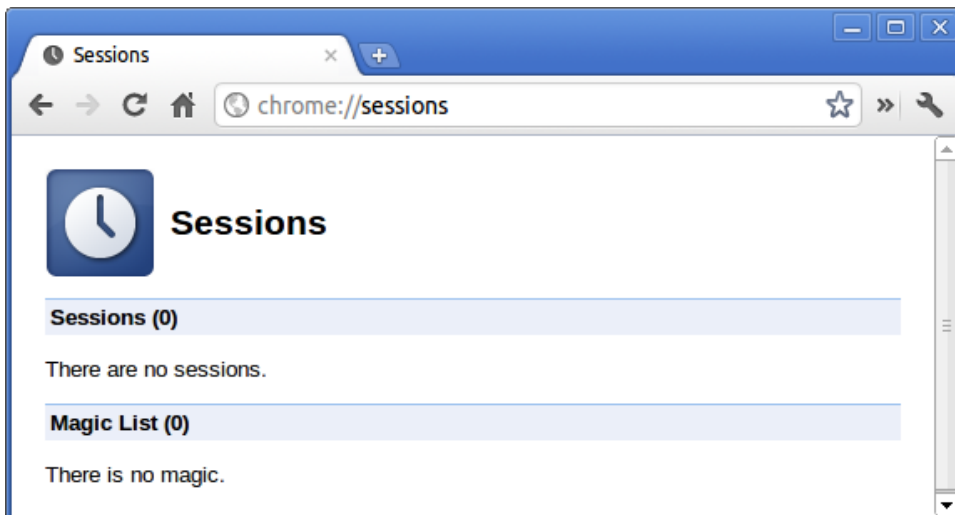 Sessions
chrome://sessions
Sessions
Sessions (0)
There are no sessions.
Magic List (0)
There is no magic.